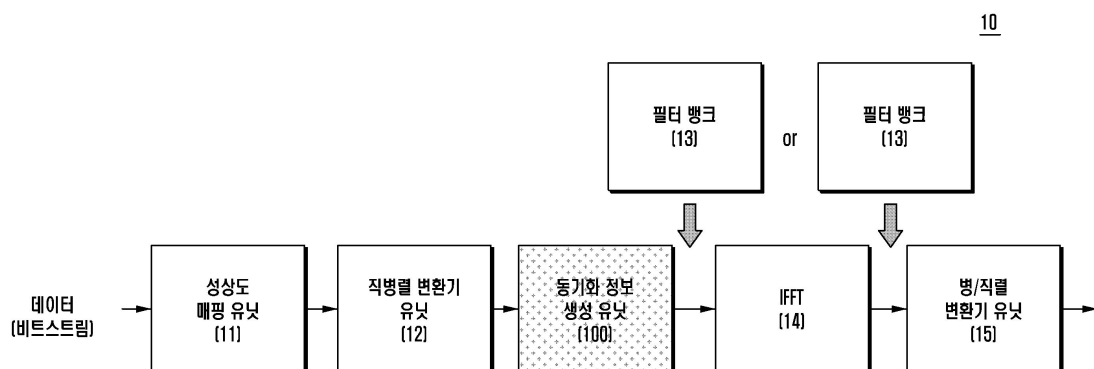 10
필터 뱅크
(13)
or
필터 뱅크
(13)
데이터
(비트스트림)
성상도
매핑 유닛
(11)
직병렬 변환기
유닛
(12)
동기화 정보
생성 유닛
(100)
IFFT
(14)
병/직렬
변환기 유닛
(15)